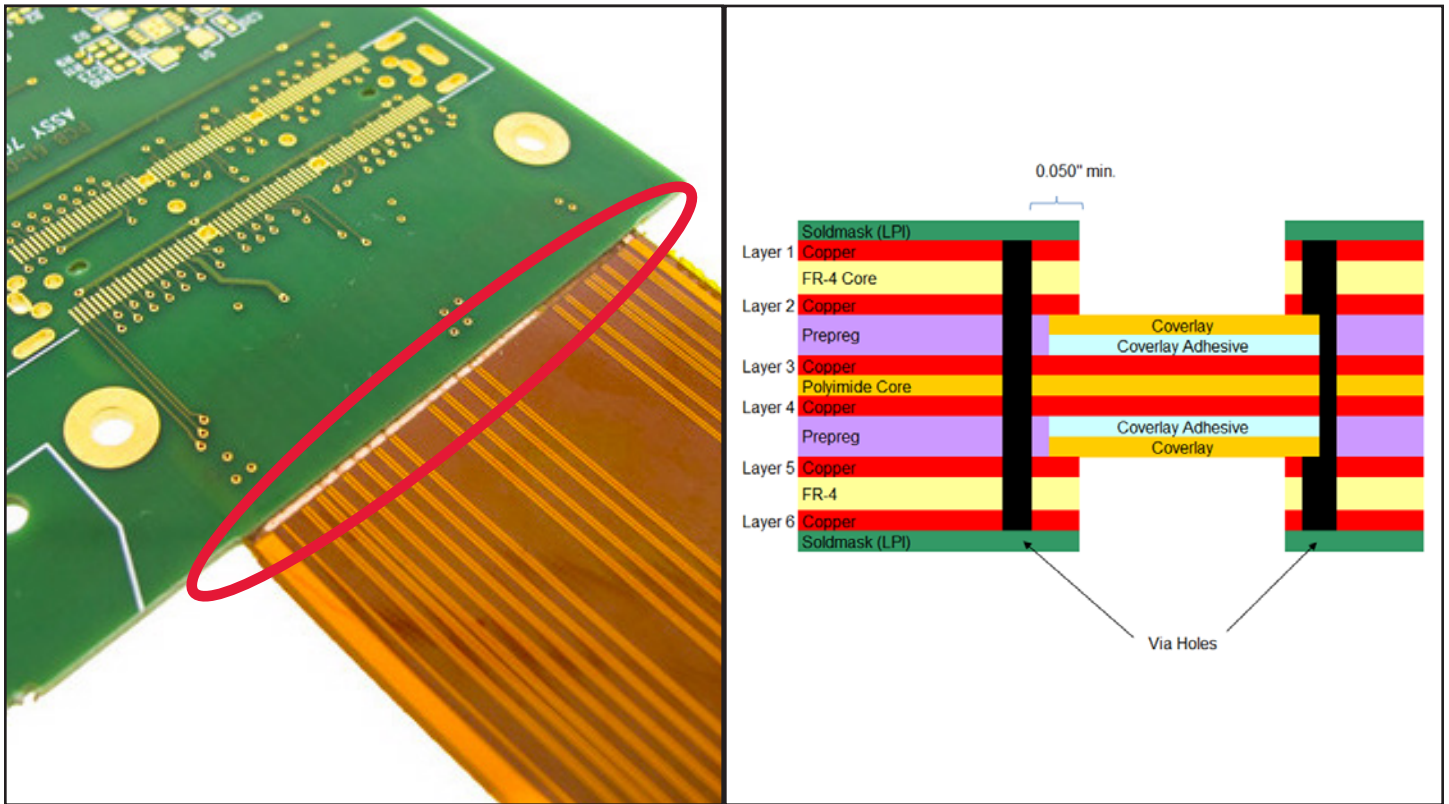 ASSY 7
0.050" min.
Soldmask (LPI)
Layer 1 Copper
FR-4 Core
Layer 2 Copper
Coverlay
Prepreg
Coverlay Adhesive
Layer 3 Copper
Polyimide Core
Layer 4 Copper
Coverlay Adhesive
Prepreg
Coverlay
Layer 5 Copper
FR-4
Layer 6 Copper
Soldmask (LPI)
Via Holes